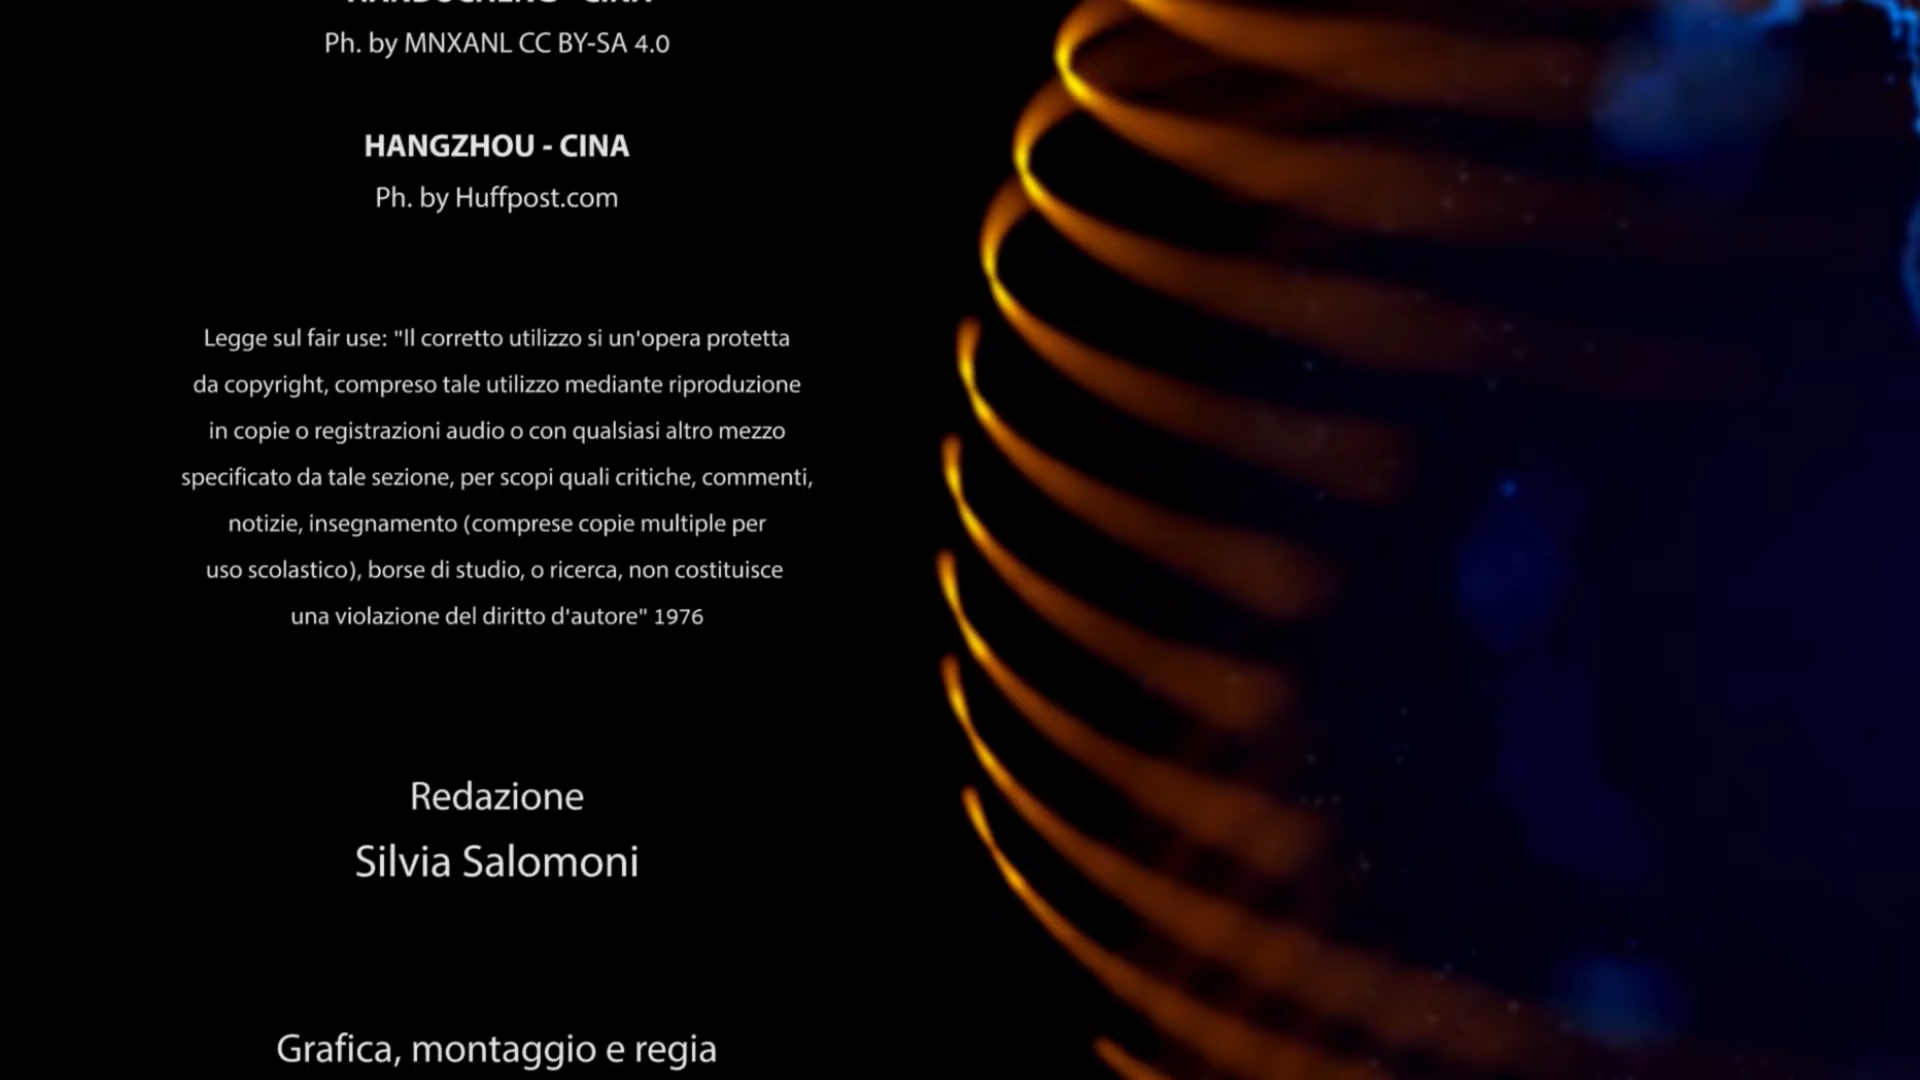 Ph. by MNXANL CC BY-SA 4.0
HANGZHOU - CINA
Ph. by Huffpost.com
Legge sul fair use: "Il corretto utilizzo si un'opera protetta
da copyright, compreso tale utilizzo mediante riproduzione
in copie o registrazioni audio o con qualsiasi altro mezzo
specificato da tale sezione, per scopi quali critiche, commenti,
notizie, insegnamento (comprese copie multiple per
uso scolastico), borse di studio, o ricerca, non costituisce
una violazione del diritto d'autore" 1976
Redazione
Silvia Salomoni
Grafica, montaggio e regia